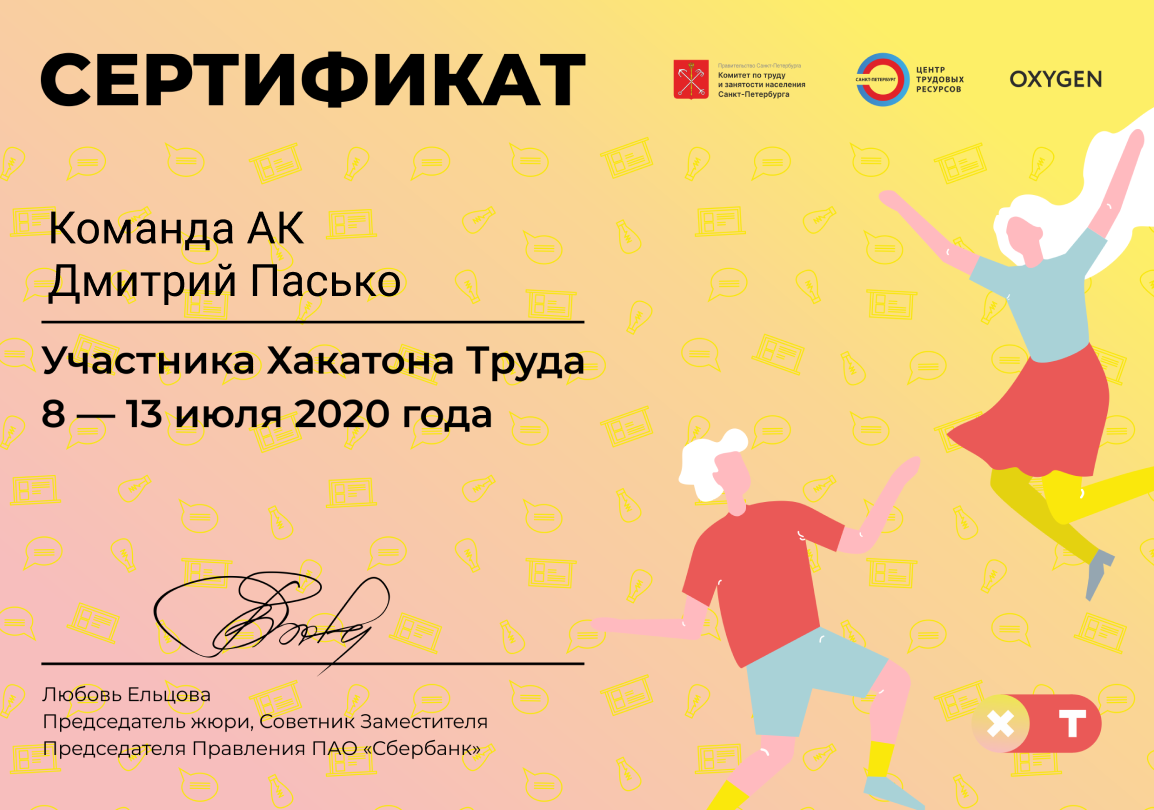 СЕРТИФИКАТ
Правительство Санкт-Петербурга
Комитет по труду
и занятости населения
Санкт-Петербурга
САНКТ-ПЕТЕРБУРГ
ЦЕНТР
ТРУДОВЫХ
РЕСУРСОВ
OXYGEN
Команда АК
Дмитрий Пасько
Участника Хакатона Труда
8 — 13 июля 2020 года
Любовь Ельцова
Председатель жюри, Советник Заместителя
Председателя Правления ПАО «Сбербанк»
Х Т